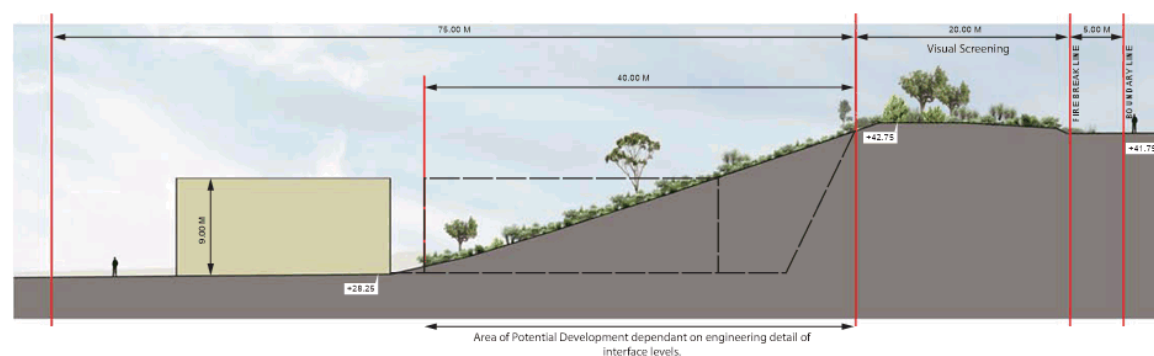 75.00 M
20.00 M
5.00 M
Visual Screening
40.00 M
FIRE BREAK LINE
BOUNDARY LINE
+42.75
+41.75
9.00 M
+28.25
Area of Potential Development dependant on engineering detail of
interface levels.